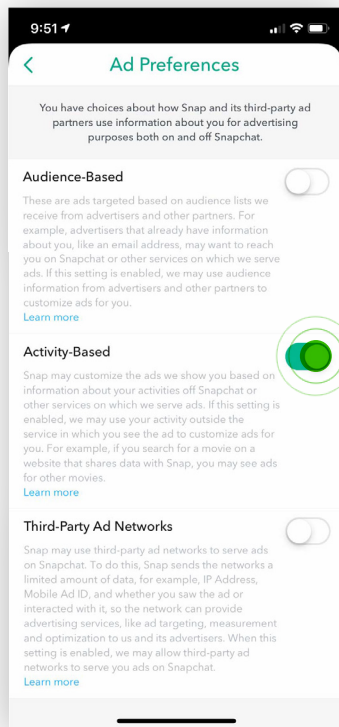 9:51
Ad Preferences
You have choices about how Snap and its third-party ad
partners use information about you for advertising
purposes both on and off Snapchat.
Audience-Based
These are ads targeted based on audience lists we
receive from advertisers and other partners. For
example, advertisers that already have information
about you, like an email address, may want to reach
you on Snapchat or other services on which we serve
ads. If this setting is enabled, we may use audience
information from advertisers and other partners to
customize ads for you.
Learn more
Activity-Based
Snap may customize the ads we show you based on
information about your activities off Snapchat or
other services on which we serve ads. If this setting is
enabled, we may use your activity outside the
service in which you see the ad to customize ads for
you. For example, if you search for a movie on a
website that shares data with Snap, you may see ads
for other movies.
Learn more
Third-Party Ad Networks
Snap may use third-party ad networks to serve ads
on Snapchat. To do this, Snap sends the networks a
limited amount of data, for example, IP Address,
Mobile Ad ID, and whether you saw the ad or
interacted with it, so the network can provide
advertising services, like ad targeting, measurement
and optimization to us and its advertisers. When this
setting is enabled, we may allow third-party ad
networks to serve you ads on Snapchat.
Learn more